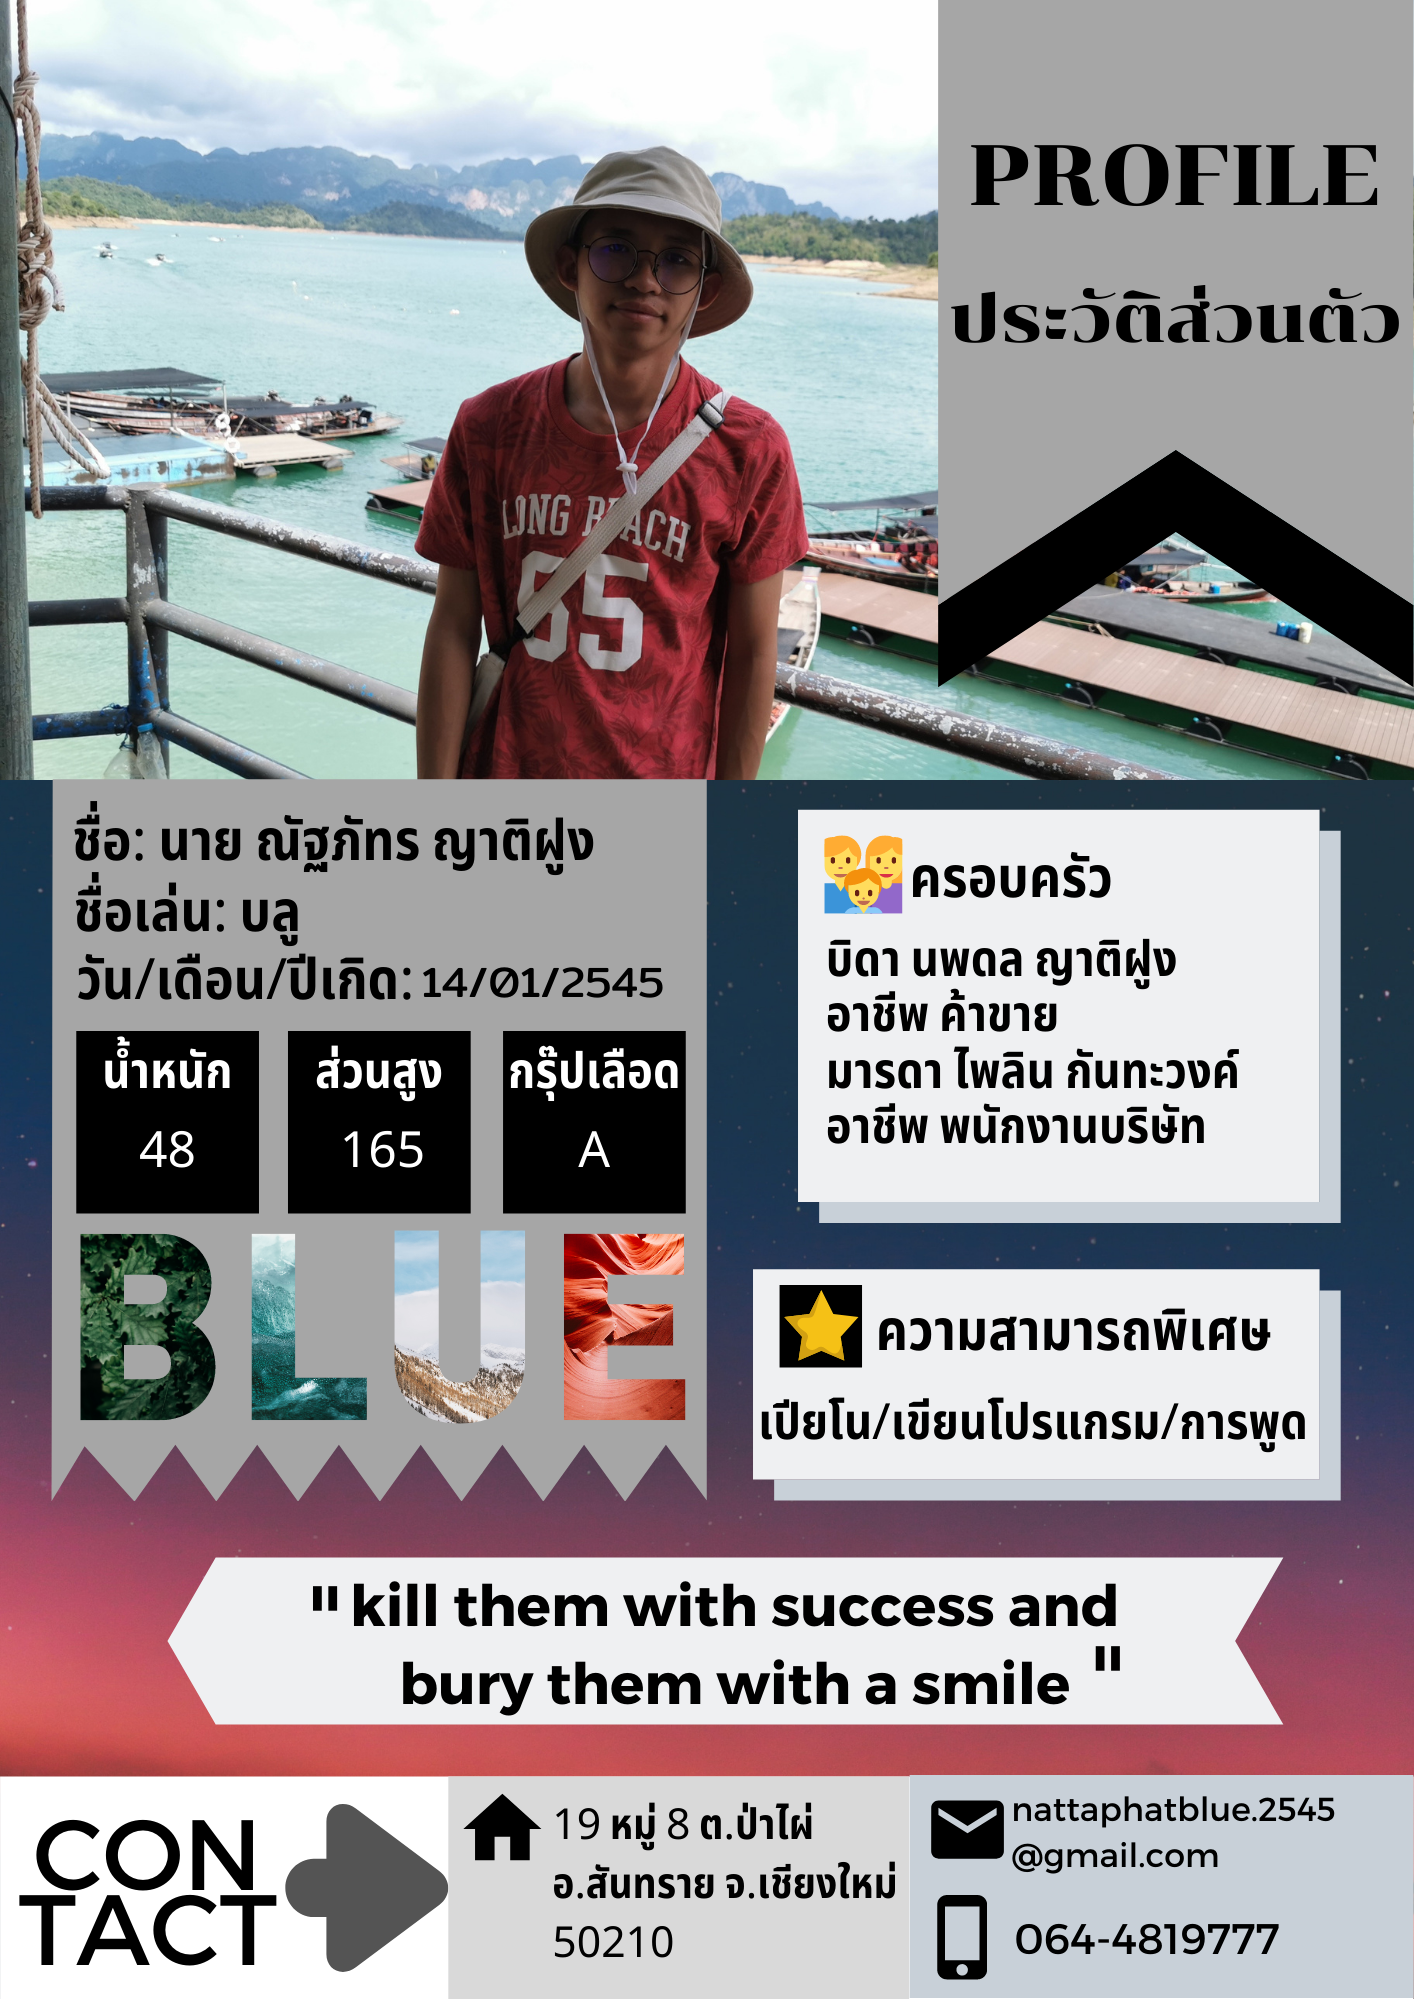 PROFILE
ประวัติส่วนตัว
LONG BEACH
55
ชื่อ: นาย ณัฐภัทร ญาติฝูง
ชื่อเล่น: บลู
วัน/เดือน/ปีเกิด: 14/01/2545
น้ำหนัก
48
ส่วนสูง
165
กรุ๊ปเลือด
A
BLUE
ครอบครัว
บิดา นพดล ญาติฝูง
อาชีพ ค้าขาย
มารดา ไพลิน กันทะวงค์
อาชีพ พนักงานบริษัท
ความสามารถพิเศษ
เปียโน/เขียนโปรแกรม/การพูด
"kill them with success and
bury them with a smile "
CON
TACT
19 หมู่ 8 ต.ป่าไผ่
อ.สันทราย จ.เชียงใหม่
50210
nattaphatblue.2545
@gmail.com
064-4819777